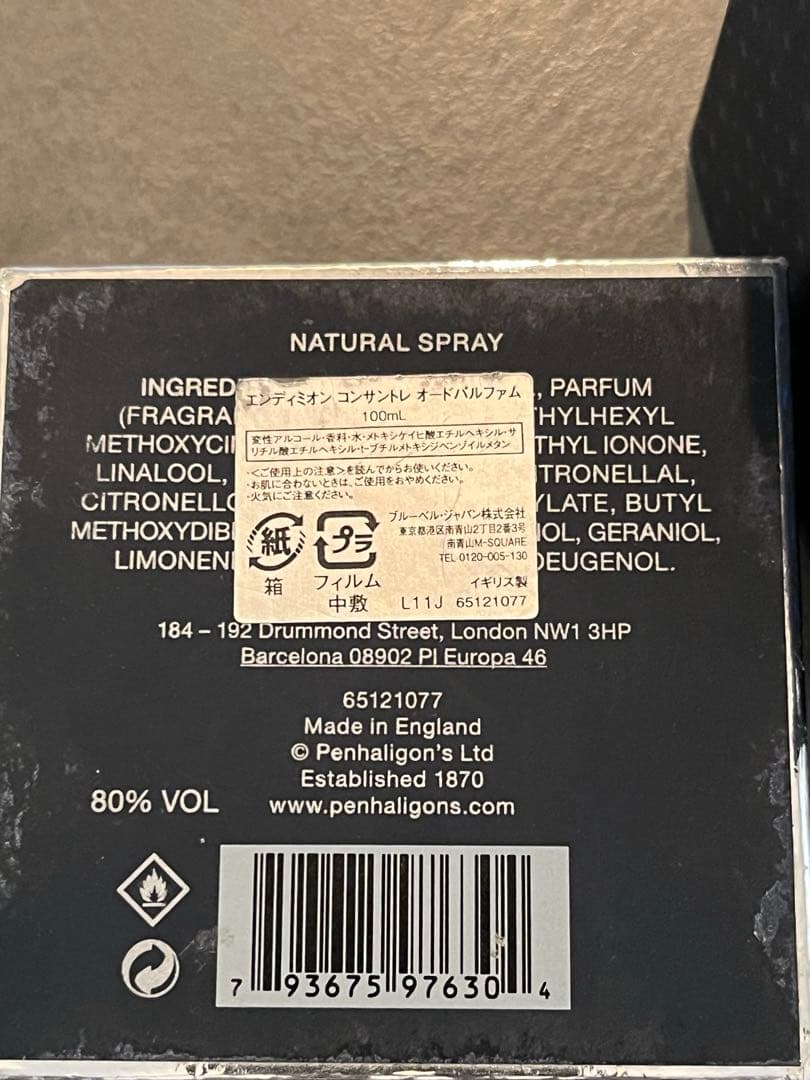 NATURAL SPRAY
INGRED
PARFUM
(FRAGRA
THYLHEXYL
METHOXYCI
THYL IONONE,
LINALOOL,
TRONELLAL,
CITRONELLO
YLATE, BUTYL
METHOXYDIB
OL, GERANIOL,
LIMONEN
DEUGENOL.
エンディミオン コンサントレ オードパルファム
100mL
変性アルコール・香料・水・メトキシケイヒ酸エチルヘキシル・サ
リチル酸エチルヘキシル・t-ブチルメトキシジベンゾイルメタン
・<ご使用上の注意>を読んでからお使いください。
・お肌に合わないときは、ご使用をおやめください。
・火気にご注意ください。
紙
箱
プラ
フィルム
中敷
ブルーベル・ジャパン株式会社
東京都港区南青山2丁目2番3号
南青山M-SQUARE
TEL 0120-005-130
イギリス製
L11J 65121077
184 – 192 Drummond Street, London NW1 3HP
Barcelona 08902 Pl Europa 46
65121077
Made in England
© Penhaligon's Ltd
Established 1870
80% VOL
www.penhaligons.com
7 93675 97630 4